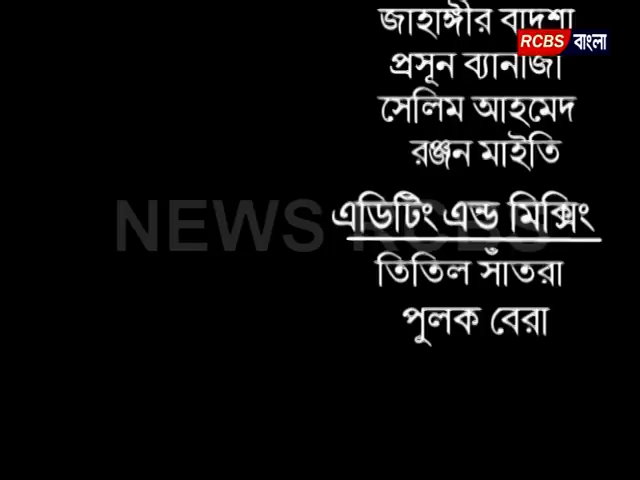 জাহাঙ্গীর বাদশা
RCBS বাংলা
প্রসূন ব্যানার্জী
সেলিম আহমেদ
রঞ্জন মাইতি
NEWS RCBS
এডিটিং এন্ড মিক্সিং
তিতিল সাঁতরা
পুলক বেরা